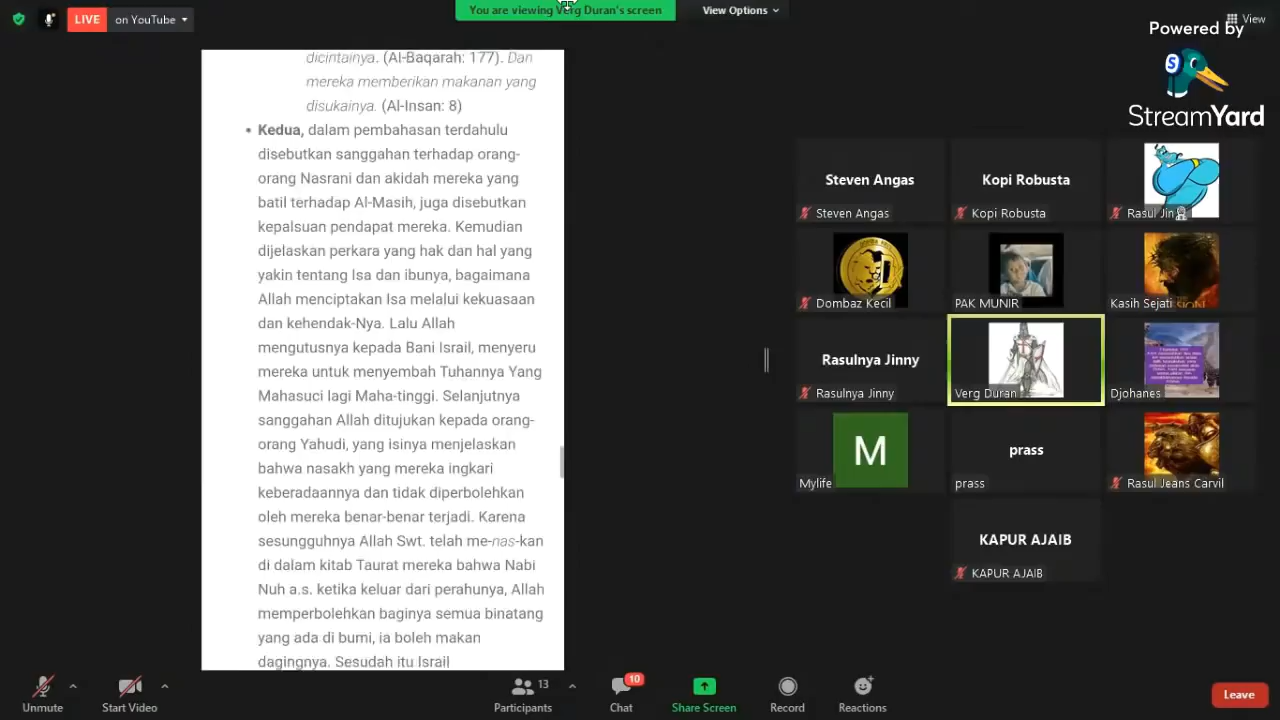 LIVE
on YouTube
You are viewing Verg Duran's screen
View Options
View
Powered by
StreamYard
dicintainya. (Al-Baqarah: 177). Dan
mereka memberikan makanan yang
disukainya. (Al-Insan: 8)
• Kedua, dalam pembahasan terdahulu
disebutkan sanggahan terhadap orang-
orang Nasrani dan akidah mereka yang
batil terhadap Al-Masih, juga disebutkan
kepalsuan pendapat mereka. Kemudian
dijelaskan perkara yang hak dan hal yang
yakin tentang Isa dan ibunya, bagaimana
Allah menciptakan Isa melalui kekuasaan
dan kehendak-Nya. Lalu Allah
mengutusnya kepada Bani Israil, menyeru
mereka untuk menyembah Tuhannya Yang
Mahasuci lagi Maha-tinggi. Selanjutnya
sanggahan Allah ditujukan kepada orang-
orang Yahudi, yang isinya menjelaskan
bahwa nasakh yang mereka ingkari
keberadaannya dan tidak diperbolehkan
oleh mereka benar-benar terjadi. Karena
sesungguhnya Allah Swt. telah me-nas-kan
di dalam kitab Taurat mereka bahwa Nabi
Nuh a.s. ketika keluar dari perahunya, Allah
memperbolehkan baginya semua binatang
yang ada di bumi, ia boleh makan
dagingnya. Sesudah itu Israil
Steven Angas
Steven Angas
Kopi Robusta
Kopi Robusta
Rasul Jin
Dombaz Kecil
PAK MUNIR
Kasih Sejati
Rasulnya Jinny
Rasulnya Jinny
Verg Duran
Djohanes
M
Mylife
prass
prass
Rasul Jeans Carvil
KAPUR AJAIB
KAPUR AJAIB
Unmute
Start Video
13
Participants
10
Chat
Share Screen
Record
Reactions
Leave